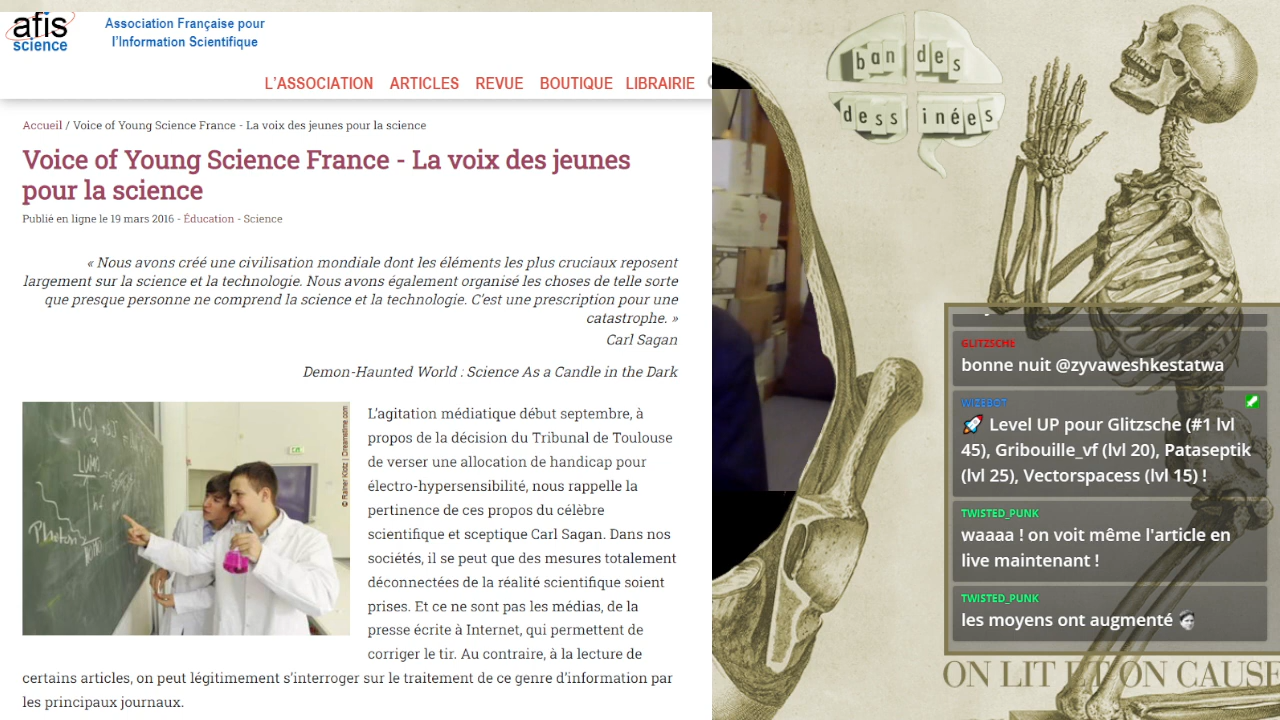 afis
science
Association Française pour
l'Information Scientifique
L'ASSOCIATION ARTICLES REVUE BOUTIQUE LIBRAIRIE
Accueil / Voice of Young Science France - La voix des jeunes pour la science
Voice of Young Science France - La voix des jeunes
pour la science
Publié en ligne le 19 mars 2016 - Éducation - Science
« Nous avons créé une civilisation mondiale dont les éléments les plus cruciaux reposent
largement sur la science et la technologie. Nous avons également organisé les choses de telle sorte
que presque personne ne comprend la science et la technologie. C'est une prescription pour une
catastrophe. »
Carl Sagan
Demon-Haunted World : Science As a Candle in the Dark
© Rainer Klotz | Dreamstime.com
L'agitation médiatique début septembre, à
propos de la décision du Tribunal de Toulouse
de verser une allocation de handicap pour
électro-hypersensibilité, nous rappelle la
pertinence de ces propos du célèbre
scientifique et sceptique Carl Sagan. Dans nos
sociétés, il se peut que des mesures totalement
déconnectées de la réalité scientifique soient
prises. Et ce ne sont pas les médias, de la
presse écrite à Internet, qui permettent de
corriger le tir. Au contraire, à la lecture de
certains articles, on peut légitimement s'interroger sur le traitement de ce genre d'information par
les principaux journaux.
ban des
dess inées
GLITZSCHE
bonne nuit @zyvaweshkestatwa
WIZEBOT
🚀 Level UP pour Glitzsche (#1 lvl
45), Gribouille_vf (lvl 20), Pataseptik
(lvl 25), Vectorspacess (lvl 15) !
TWISTED_PUNK
waaaa ! on voit même l'article en
live maintenant !
TWISTED_PUNK
les moyens ont augmenté
ON LIT ET ON CAUSE